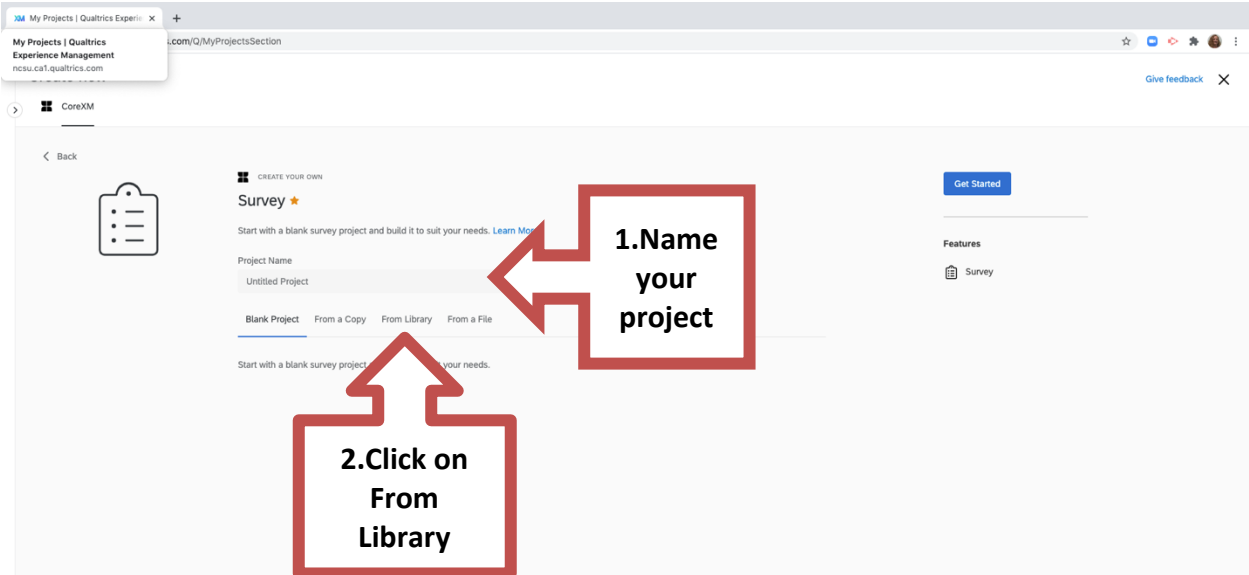 XM My Projects | Qualtrics Experie × +
My Projects | Qualtrics
Experience Management
ncsu.ca1.qualtrics.com
.com/Q/MyProjectsSection
Give feedback
CoreXM
Back
CREATE YOUR OWN
Survey
Start with a blank survey project and build it to suit your needs. Learn Mor
Project Name
Untitled Project
Blank Project From a Copy From Library From a File
Start with a blank survey project your needs.
Get Started
Features
Survey
1.Name
your
project
2.Click on
From
Library